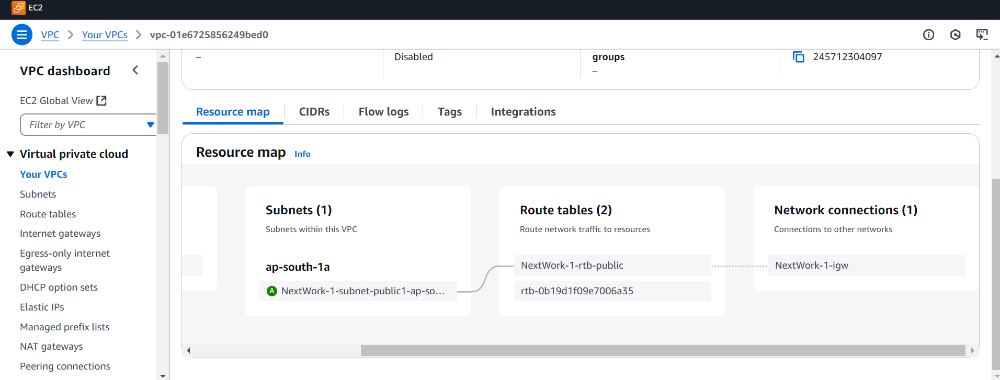 EC2
VPC
Your VPCs
vpc-01e6725856249bed0
VPC dashboard
EC2 Global View
Filter by VPC
Virtual private cloud
Your VPCs
Subnets
Route tables
Internet gateways
Egress-only internet
gateways
DHCP option sets
Elastic IPs
Managed prefix lists
NAT gateways
Peering connections
–
Disabled
groups
–
245712304097
Resource map
CIDRs
Flow logs
Tags
Integrations
Resource map Info
Subnets (1)
Subnets within this VPC
ap-south-1a
A NextWork-1-subnet-public1-ap-so...
Route tables (2)
Route network traffic to resources
NextWork-1-rtb-public
rtb-0b19d1f09e7006a35
Network connections (1)
Connections to other networks
NextWork-1-igw